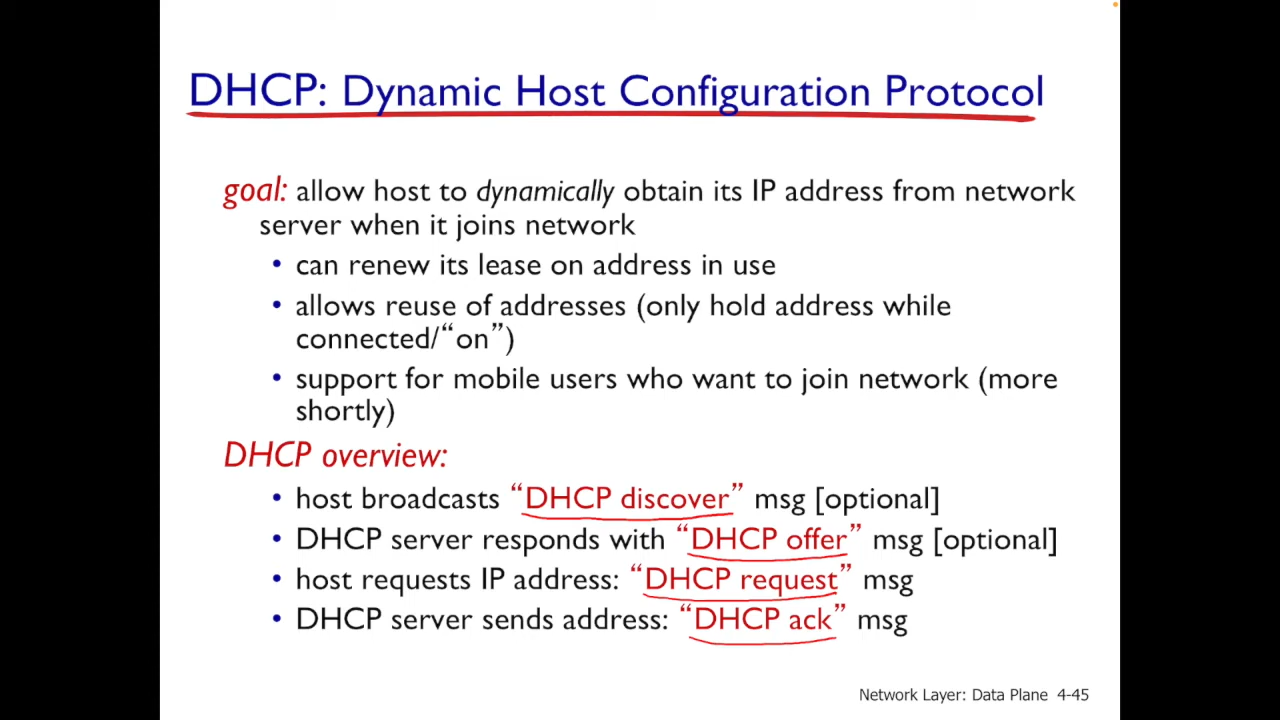 DHCP: Dynamic Host Configuration Protocol
goal: allow host to dynamically obtain its IP address from network
server when it joins network
• can renew its lease on address in use
• allows reuse of addresses (only hold address while
connected/“on”)
• support for mobile users who want to join network (more
shortly)
DHCP overview:
• host broadcasts “DHCP discover” msg [optional]
• DHCP server responds with “DHCP offer” msg [optional]
• host requests IP address: “DHCP request” msg
• DHCP server sends address: “DHCP ack” msg
Network Layer: Data Plane 4-45